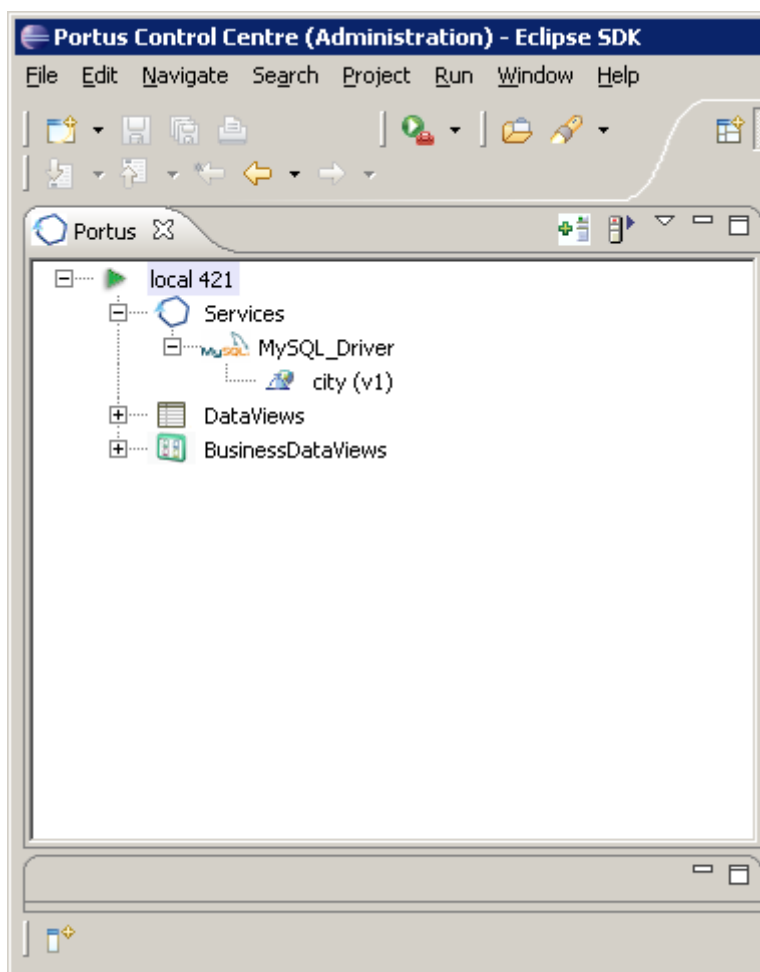 Portus Control Centre (Administration) - Eclipse SDK
File Edit Navigate Search Project Run Window Help
Portus
local 421
Services
MySQL MySQL_Driver
city (v1)
DataViews
BusinessDataViews